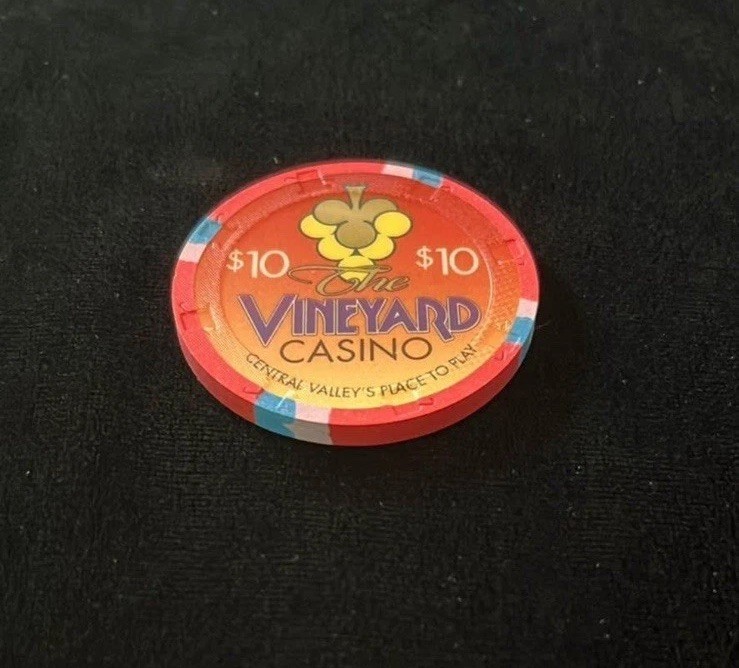 $10 $10
The
VINEYARD
CASINO
CENTRAL VALLEY'S PLACE TO PLAY